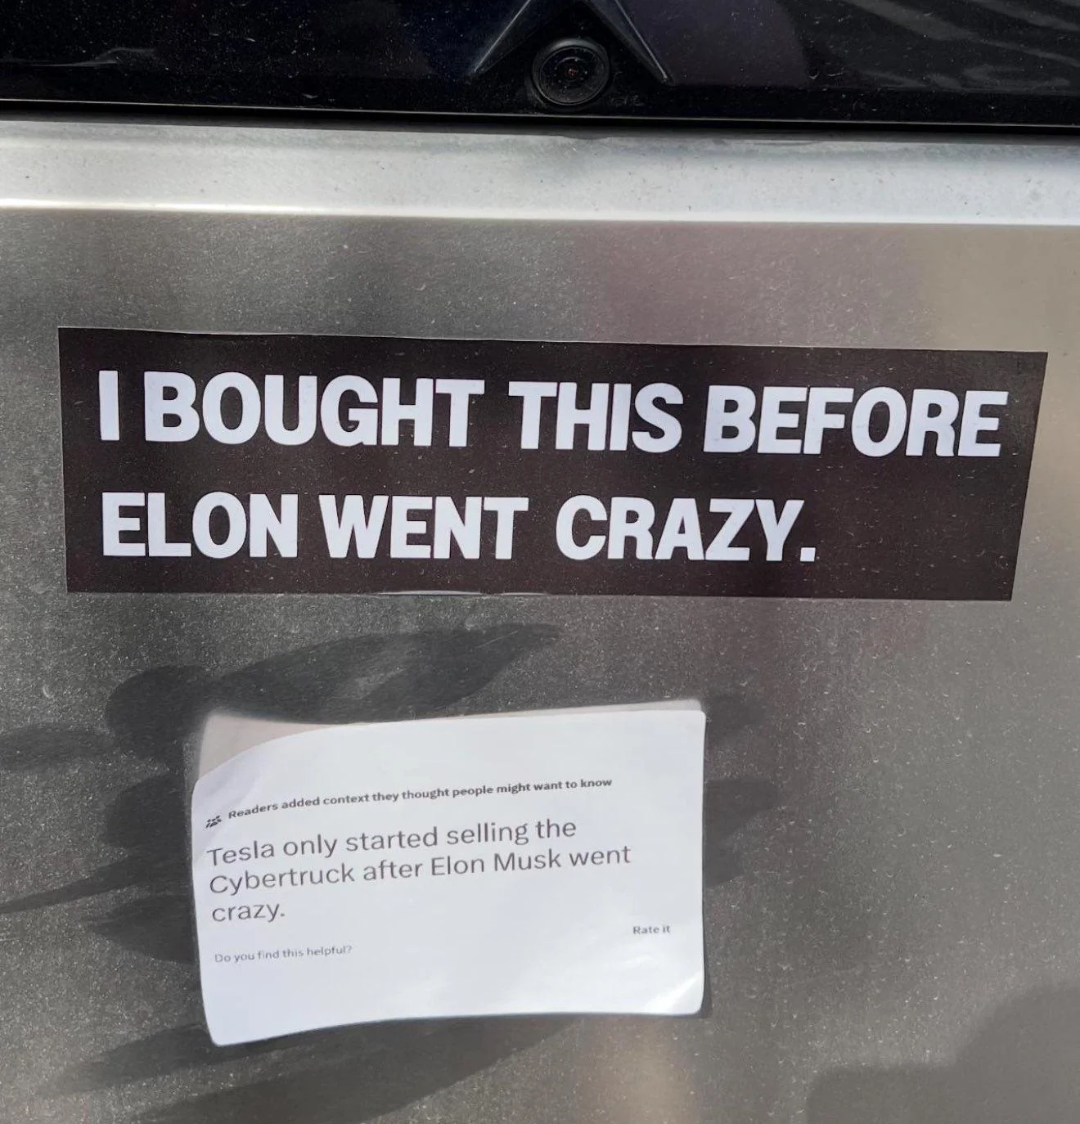 I BOUGHT THIS BEFORE
ELON WENT CRAZY.
Readers added context they thought people might want to know
Tesla only started selling the
Cybertruck after Elon Musk went
crazy.
Do you find this helpful?
Rate it